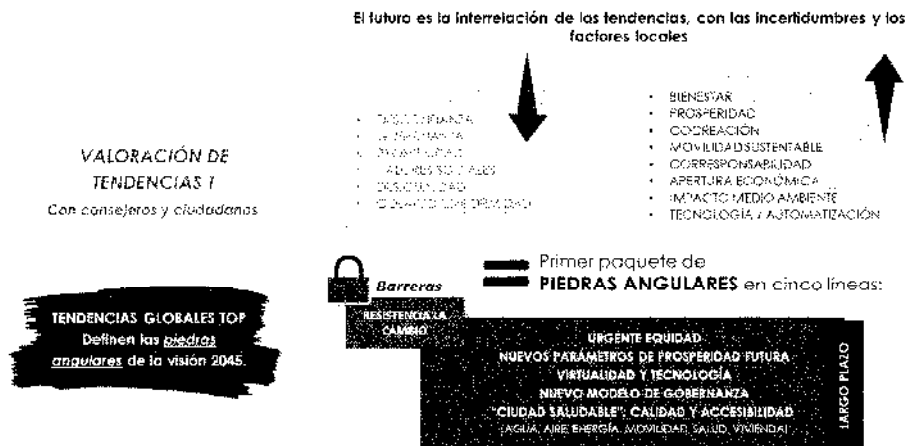 El futuro es la interrelación de las tendencias, con las incertidumbres y los
factores locales
VALORACIÓN DE
TENDENCIAS 1
Con consejeros y ciudadanos
• DESCONFIANZA
• DESIGUALDAD
• BIENESTAR
• PROSPERIDAD
• COCREACIÓN
• MOVILIDAD SUSTENTABLE
• CORRESPONSABILIDAD
• APERTURA ECONÓMICA
• IMPACTO MEDIO AMBIENTE
• TECNOLOGÍA / AUTOMATIZACIÓN
TENDENCIAS GLOBALES TOP
Definen las piedras
angulares de la visión 2045.
Barreras
RESISTENCIA LA
CAMBIO
Primer paquete de
PIEDRAS ANGULARES en cinco líneas:
URGENTE EQUIDAD
NUEVOS PARÁMETROS DE PROSPERIDAD FUTURA
VIRTUALIDAD Y TECNOLOGÍA
NUEVO MODELO DE GOBERNANZA
"CIUDAD SALUDABLE": CALIDAD Y ACCESIBILIDAD
(AGUA, AIRE, ENERGÍA, MOVILIDAD, SALUD, VIVIENDA)
LARGO PLAZO